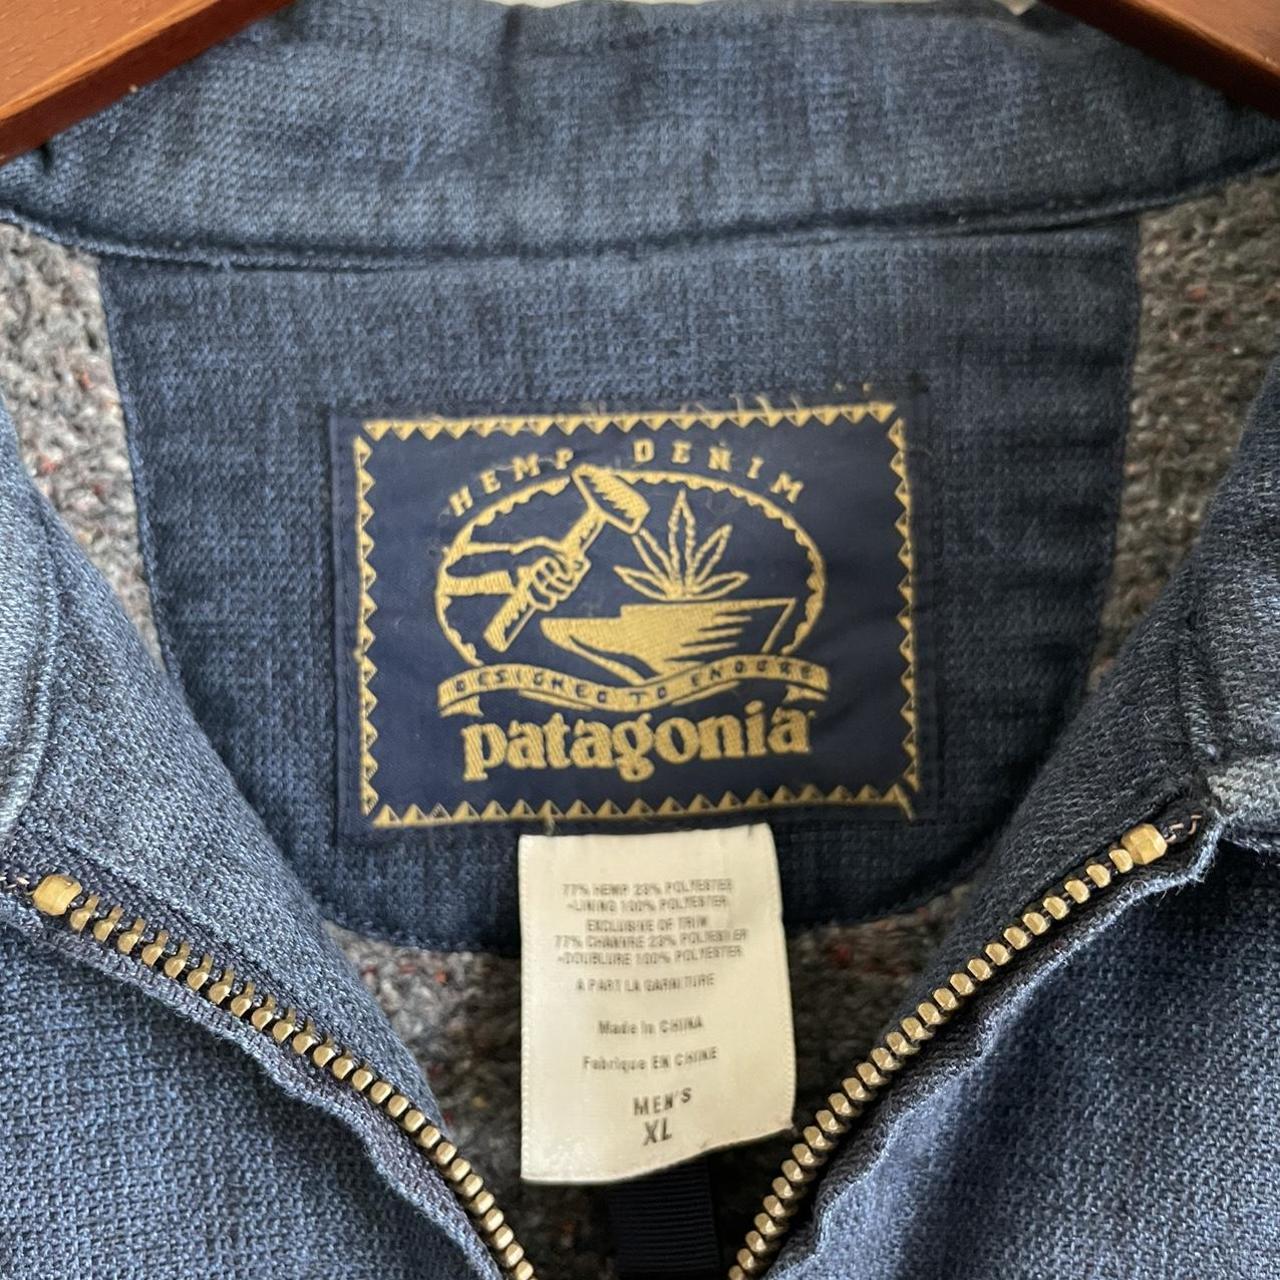 HEMP DENIM
DESIGNED TO ENDURE
patagonia
77% HEMP 23% POLYESTER
•LINING 100% POLYESTER
EXCLUSIVE OF TRIM
77% CHANVRE 23% POLYESTER
•DOUBLURE 100% POLYESTER
A PART LA GARNITURE
Made in CHINA
Fabrique EN CHINE
MEN'S
XL